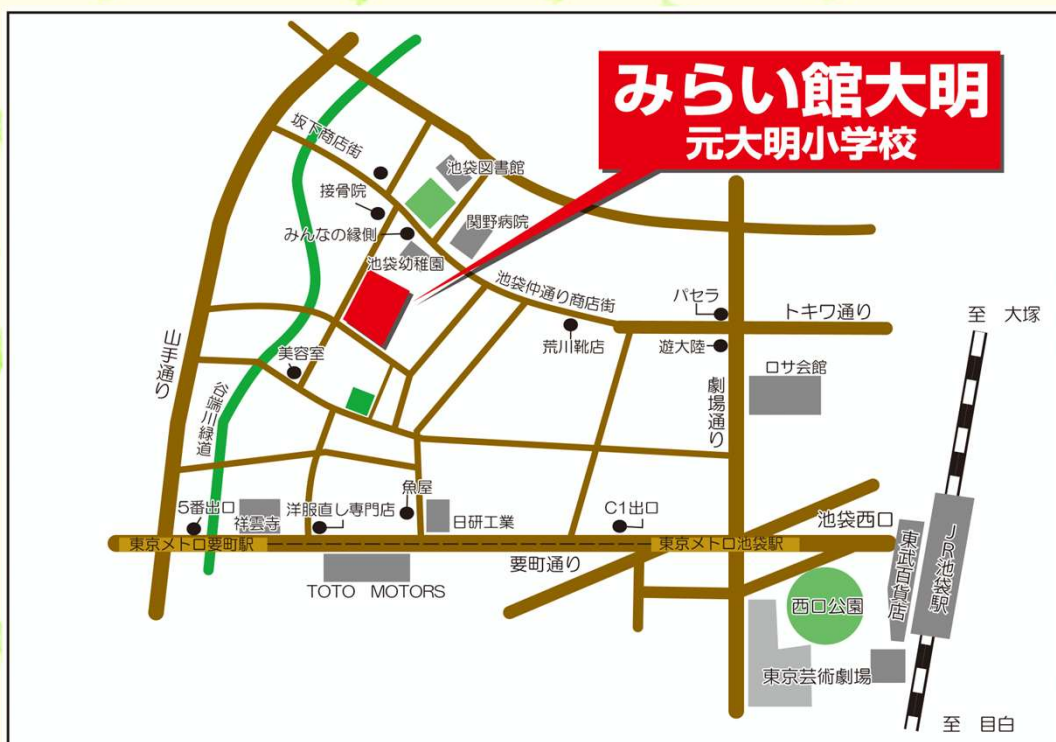 みらい館大明
元大明小学校
坂下商店街
池袋図書館
接骨院
関野病院
みんなの縁側
池袋幼稚園
池袋仲通り商店街
パセラ
トキワ通り
至 大塚
荒川靴店
遊大陸
山手通り
美容室
ロサ会館
谷端川緑道
劇場通り
魚屋
5番出口
祥雲寺
洋服直し専門店
日研工業
C1出口
池袋西口
東京メトロ要町駅
東京メトロ池袋駅
要町通り
東武百貨店
JR池袋駅
TOTO MOTORS
西口公園
東京芸術劇場
至 目白